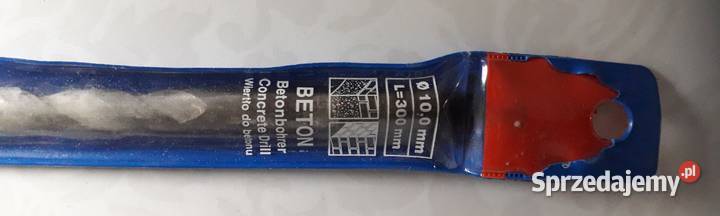 BETON
Betonbohrer
Concrete Drill
Wiertło do betonu
Ø 10.0 mm
L=300 mm
Sprzedajemy.pl